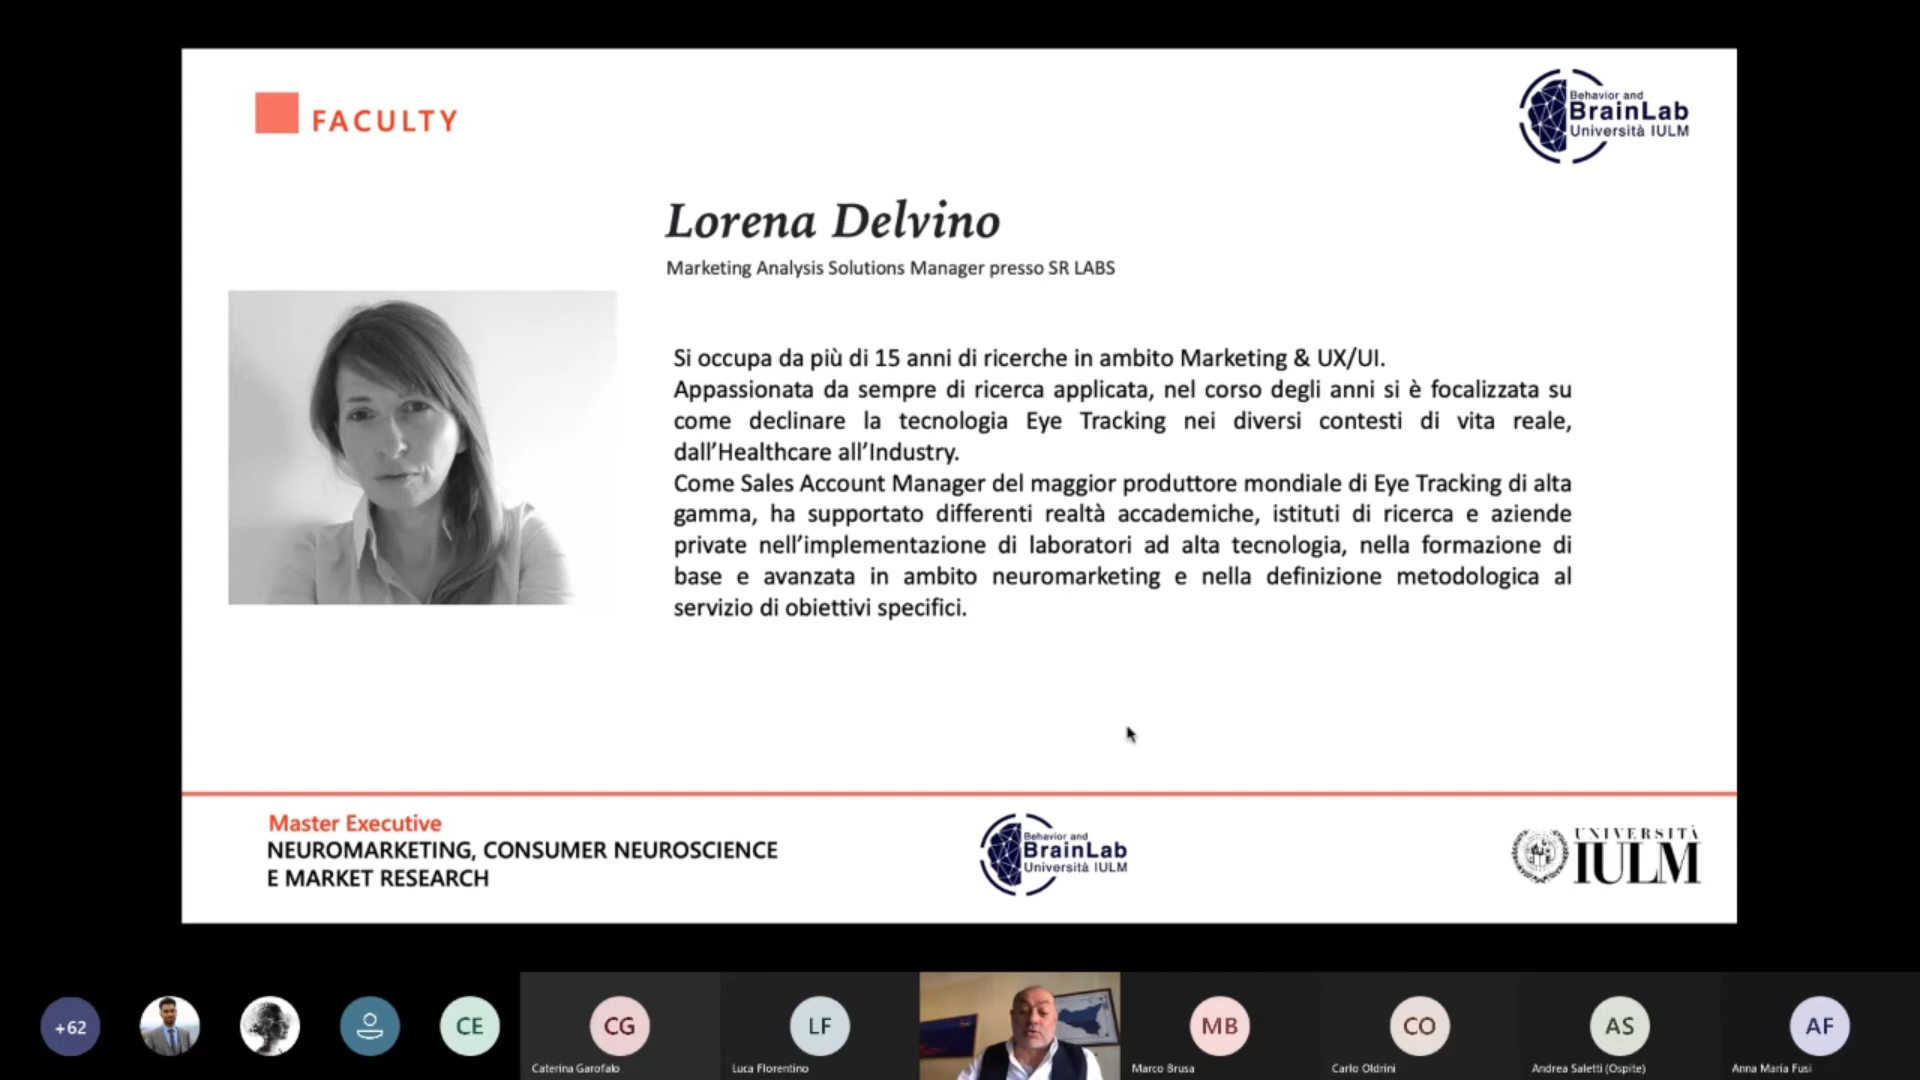 FACULTY
Behavior and
BrainLab
Università IULM
Lorena Delvino
Marketing Analysis Solutions Manager presso SR LABS
Si occupa da più di 15 anni di ricerche in ambito Marketing & UX/UI.
Appassionata da sempre di ricerca applicata, nel corso degli anni si è focalizzata su
come declinare la tecnologia Eye Tracking nei diversi contesti di vita reale,
dall’Healthcare all’Industry.
Come Sales Account Manager del maggior produttore mondiale di Eye Tracking di alta
gamma, ha supportato differenti realtà accademiche, istituti di ricerca e aziende
private nell’implementazione di laboratori ad alta tecnologia, nella formazione di
base e avanzata in ambito neuromarketing e nella definizione metodologica al
servizio di obiettivi specifici.
Master Executive
NEUROMARKETING, CONSUMER NEUROSCIENCE
E MARKET RESEARCH
Behavior and
BrainLab
Università IULM
UNIVERSITÀ
IULM
+62
CE
CG
LF
MB
CO
AS
AF
Caterina Garofalo
Luca Florentino
Marco Brusa
Carlo Oldrini
Andrea Saletti (Ospite)
Anna Maria Fusi